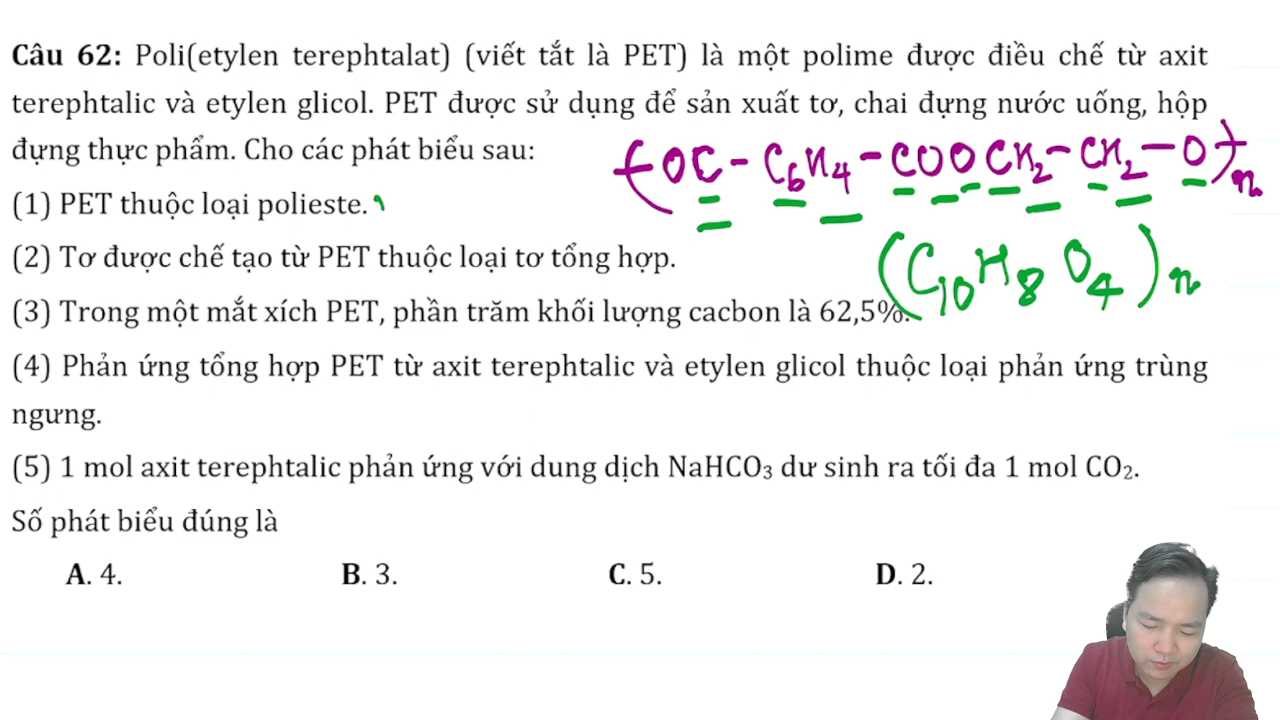 Câu 62: Poli(etylen terephtalat) (viết tắt là PET) là một polime được điều chế từ axit
terephtalic và etylen glicol. PET được sử dụng để sản xuất tơ, chai đựng nước uống, hộp
đựng thực phẩm. Cho các phát biểu sau:
(OC-C6H4-COOCH2-CH2-O)n
(1) PET thuộc loại polieste.
(2) Tơ được chế tạo từ PET thuộc loại tơ tổng hợp.
(C10H8O4)n
(3) Trong một mắt xích PET, phần trăm khối lượng cacbon là 62,5%.
(4) Phản ứng tổng hợp PET từ axit terephtalic và etylen glicol thuộc loại phản ứng trùng
ngưng.
(5) 1 mol axit terephtalic phản ứng với dung dịch NaHCO₃ dư sinh ra tối đa 1 mol CO₂.
Số phát biểu đúng là
A. 4. B. 3. C. 5. D. 2.